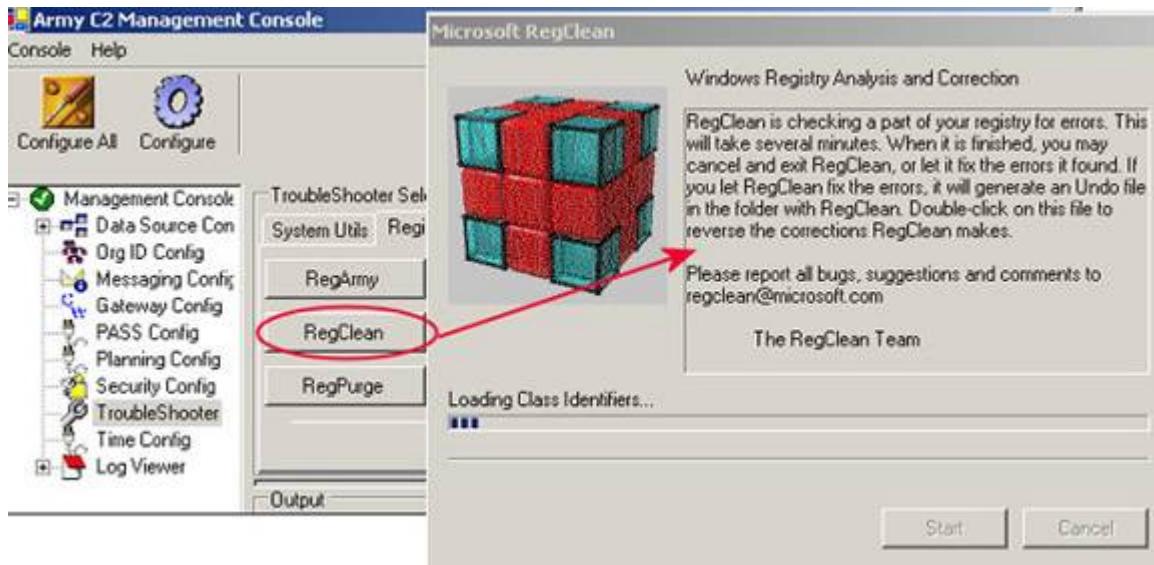 Army C2 Management Console
Console Help
Configure All Configure
Management Console
Data Source Con
Org ID Config
Messaging Config
Gateway Config
PASS Config
Planning Config
Security Config
TroubleShooter
Time Config
Log Viewer
TroubleShooter Sele
System Utils Regi
RegArmy
RegClean
RegPurge
Output
Microsoft RegClean
Windows Registry Analysis and Correction
RegClean is checking a part of your registry for errors. This
will take several minutes. When it is finished, you may
cancel and exit RegClean, or let it fix the errors it found. If
you let RegClean fix the errors, it will generate an Undo file
in the folder with RegClean. Double-click on this file to
reverse the corrections RegClean makes.
Please report all bugs, suggestions and comments to
regclean@microsoft.com
The RegClean Team
Loading Class Identifiers...
Start Cancel